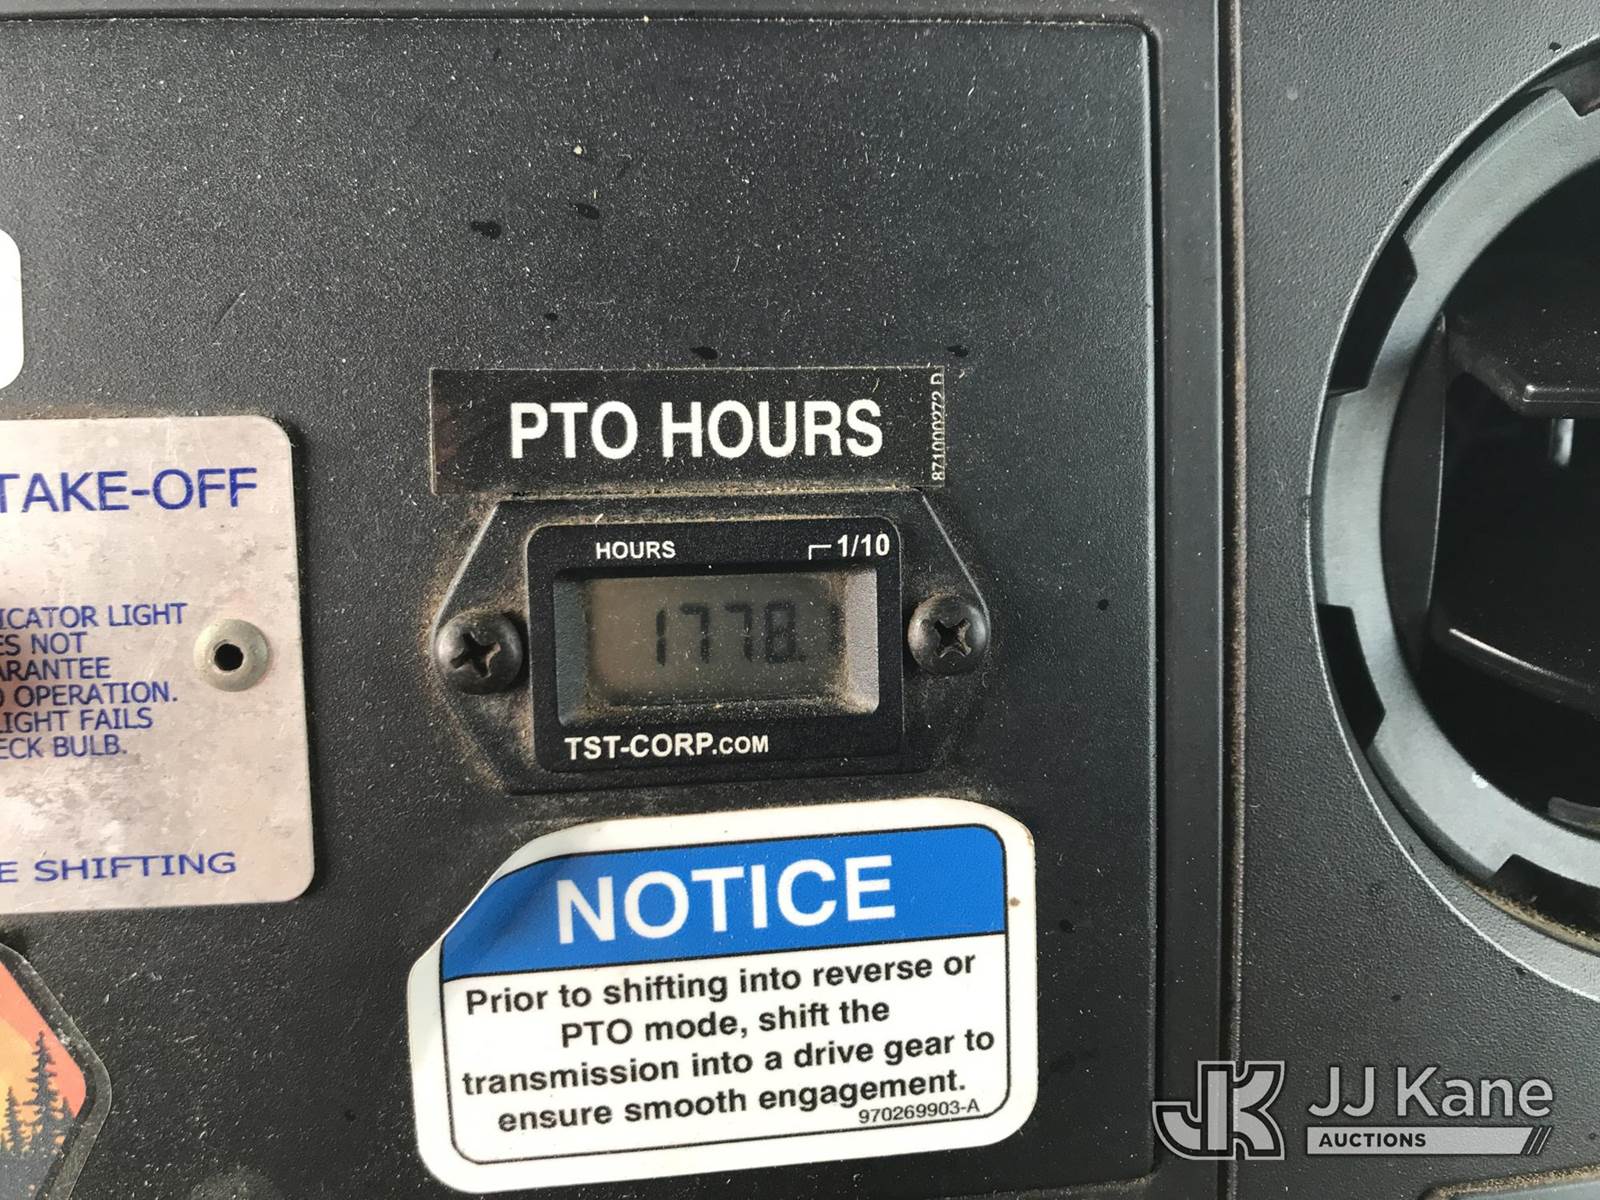 PTO HOURS
871000272 D
HOURS
1/10
1778.1
TST-CORP.COM
TAKE-OFF
ICATOR LIGHT
ES NOT
ARANTEE
OPERATION.
LIGHT FAILS
ECK BULB.
E SHIFTING
NOTICE
Prior to shifting into reverse or
PTO mode, shift the
transmission into a drive gear to
ensure smooth engagement.
970269903-A
JK JJ Kane
AUCTIONS